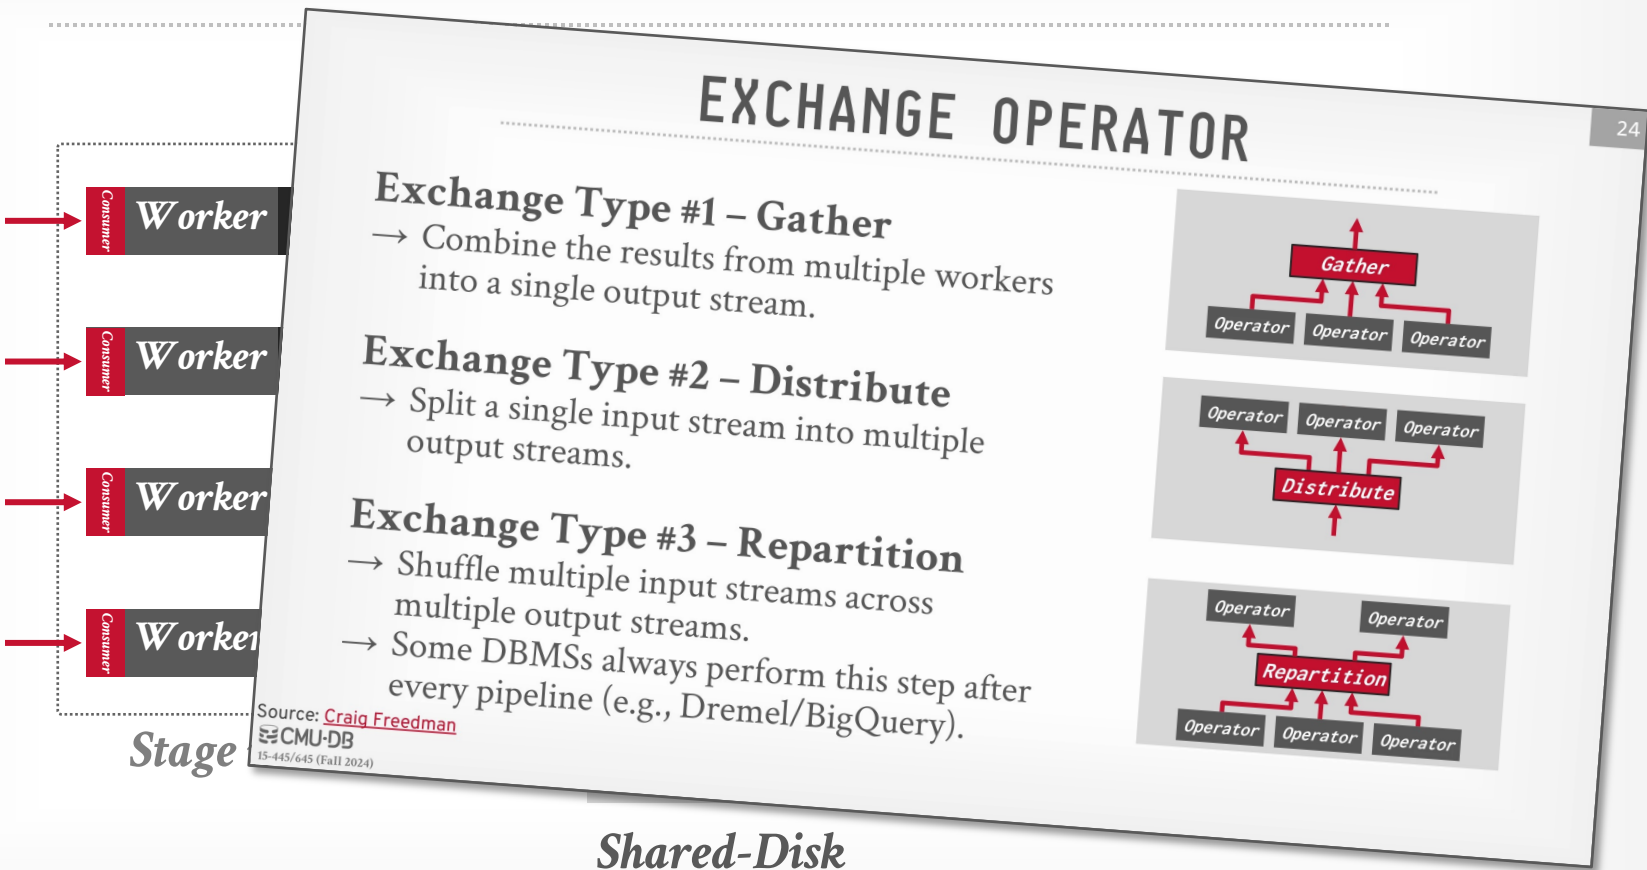 EXCHANGE OPERATOR
24
Exchange Type #1 – Gather
→ Combine the results from multiple workers
into a single output stream.
Exchange Type #2 – Distribute
→ Split a single input stream into multiple
output streams.
Exchange Type #3 – Repartition
→ Shuffle multiple input streams across
multiple output streams.
→ Some DBMSs always perform this step after
every pipeline (e.g., Dremel/BigQuery).
Source: Craig Freedman
CMU·DB
15-445/645 (Fall 2024)
Gather
Operator Operator Operator
Operator Operator Operator
Distribute
Operator Operator
Repartition
Operator Operator Operator
Consumer Worker
Consumer Worker
Consumer Worker
Consumer Worker
Stage
Shared-Disk